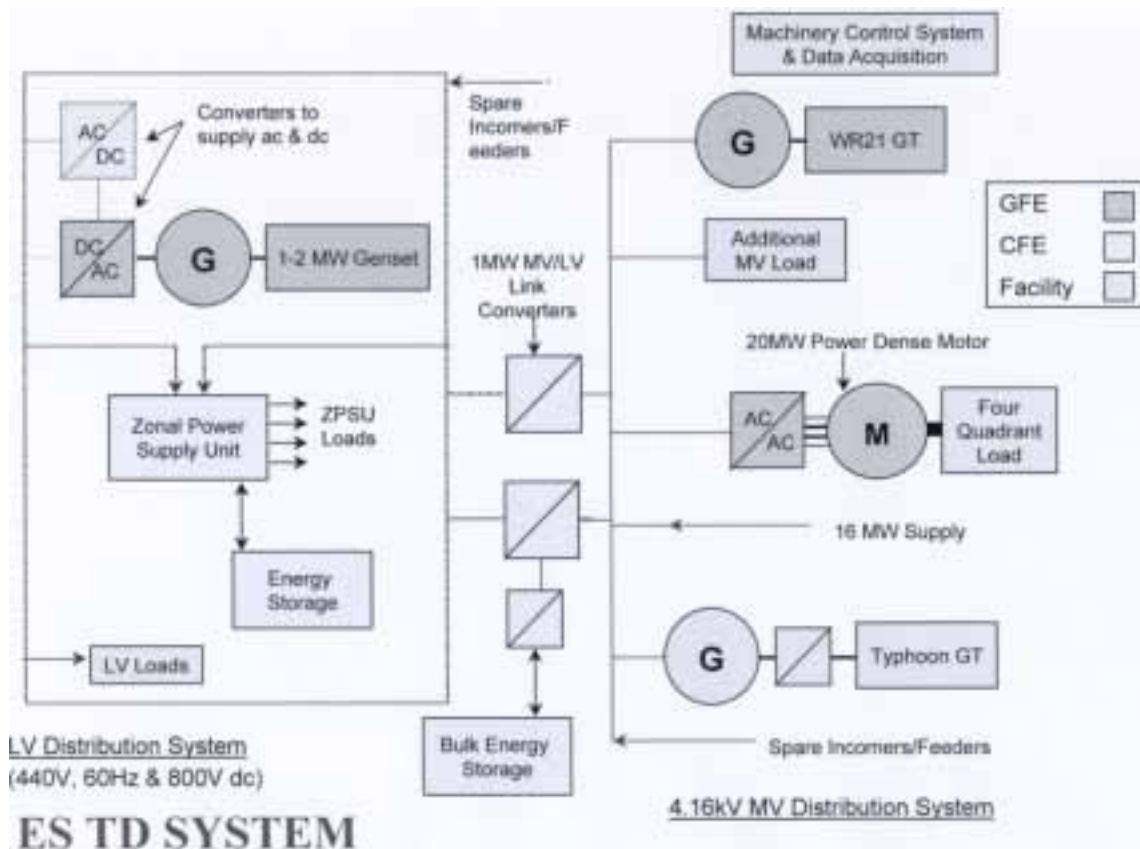 Machinery Control System
& Data Acquisition
AC
DC
Converters to
supply ac & dc
Spare
Incomers/F
eeders
G
WR21 GT
GFE
CFE
Facility
DC
AC
G
1-2 MW Genset
1MW MV/LV
Link
Converters
Additional
MV Load
20MW Power Dense Motor
Zonal Power
Supply Unit
ZPSU
Loads
AC
AC
M
Four
Quadrant
Load
16 MW Supply
Energy
Storage
LV Loads
G
Typhoon GT
LV Distribution System
(440V, 60Hz & 800V dc)
Bulk Energy
Storage
Spare Incomers/Feeders
4.16kV MV Distribution System
ES TD SYSTEM